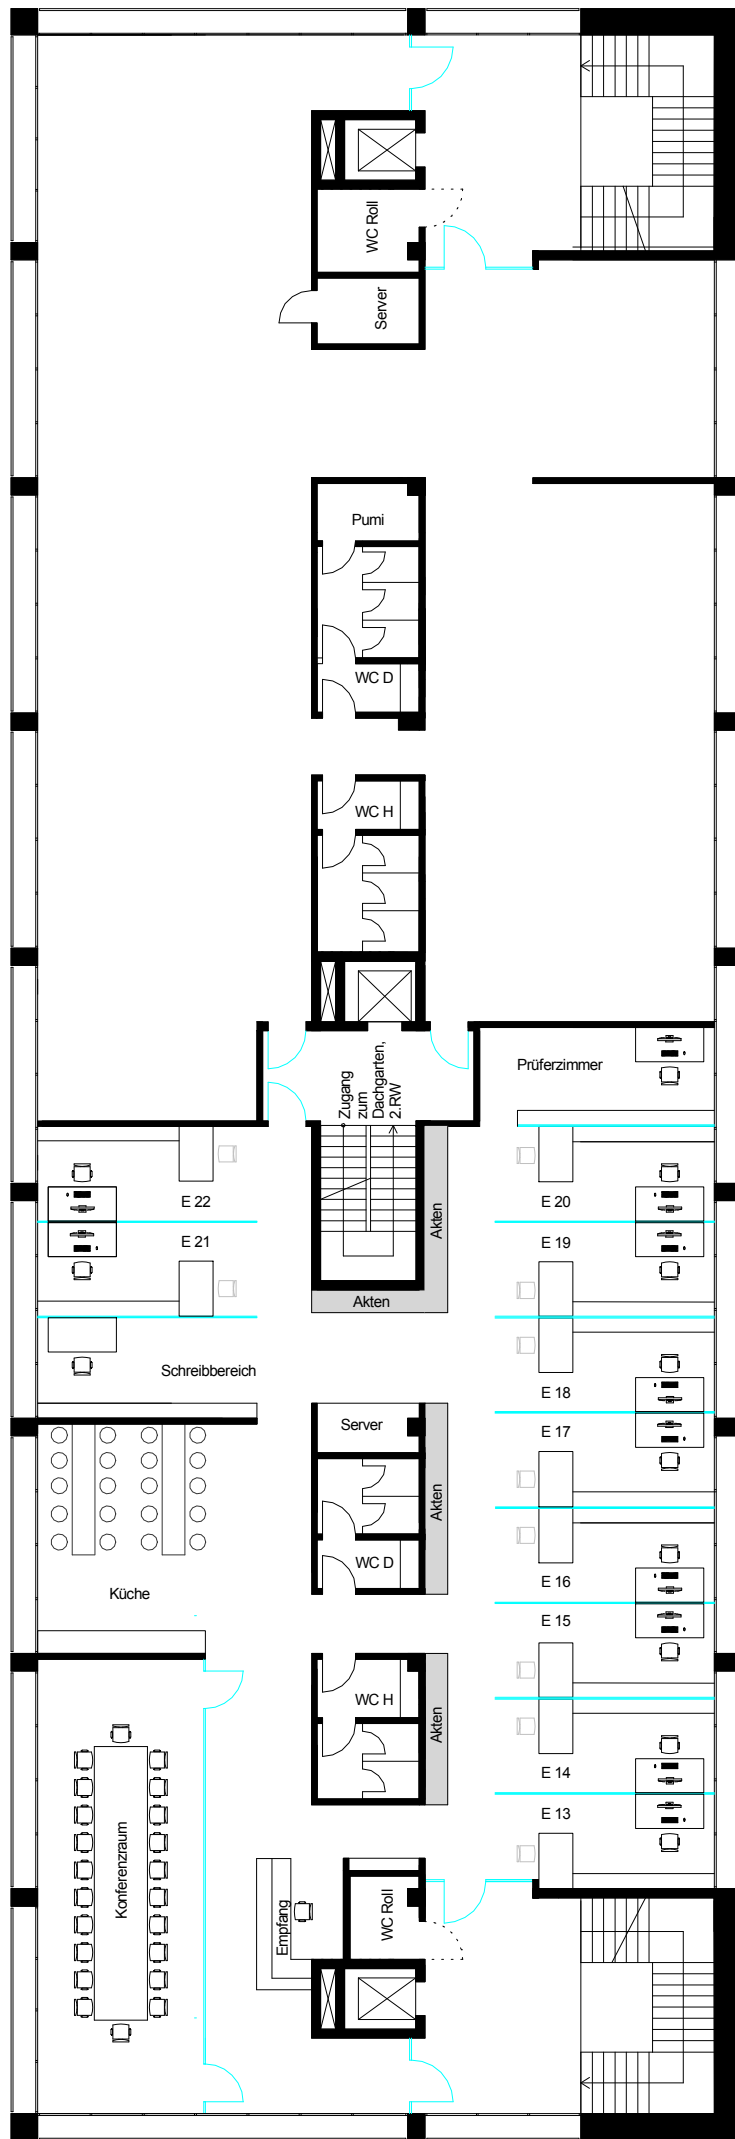 WC Roll
Server
Pumi
WC D
WC H
Zugang
zum
Dachgarten,
2.RW
Prüferzimmer
E 22
E 20
E 21
E 19
Akten
Akten
Schreibbereich
E 18
Server
E 17
Akten
WC D
E 16
Küche
E 15
WC H
Akten
E 14
E 13
Konferenzraum
Empfang
WC Roll